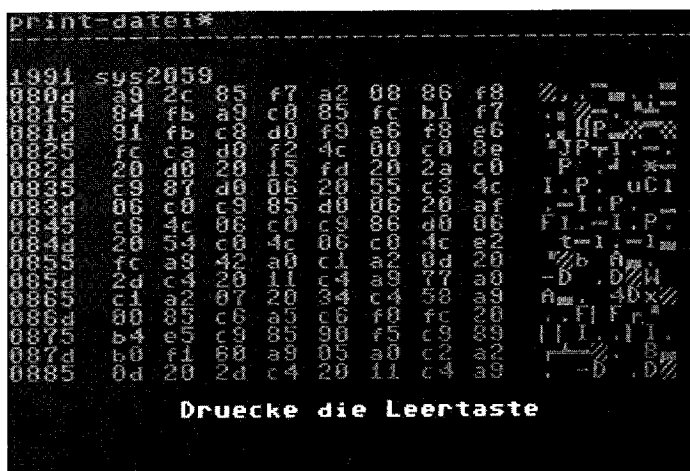 print-datei*
1991 sys2059
080d a9 2c 85 f7 a2 08 86 f8
0815 84 fb a9 c0 85 fc b1 f7
081d 91 fb c8 d0 f9 e6 f8 e6
0825 fc ca d0 f2 4c 00 c0 8e
082d 20 d0 20 15 fd 20 2a c0
0835 c9 87 d0 06 20 55 c3 4c
083d 06 c0 c9 85 d0 06 20 af
0845 c6 4c 06 c0 c9 86 d0 06
084d 20 54 c0 4c 06 c0 4c e2
0855 fc a9 42 a0 c1 a2 0d 20
085d 2d c4 20 11 c4 a9 77 a8
0865 c1 a2 07 20 34 c4 58 a9
086d 00 85 c6 a5 c6 f0 fc 20
0875 b4 e5 c9 85 90 f5 c9 89
087d b0 f1 60 a9 05 a0 c2 a2
0885 0d 20 2d c4 20 11 c4 a9
Druecke die Leertaste